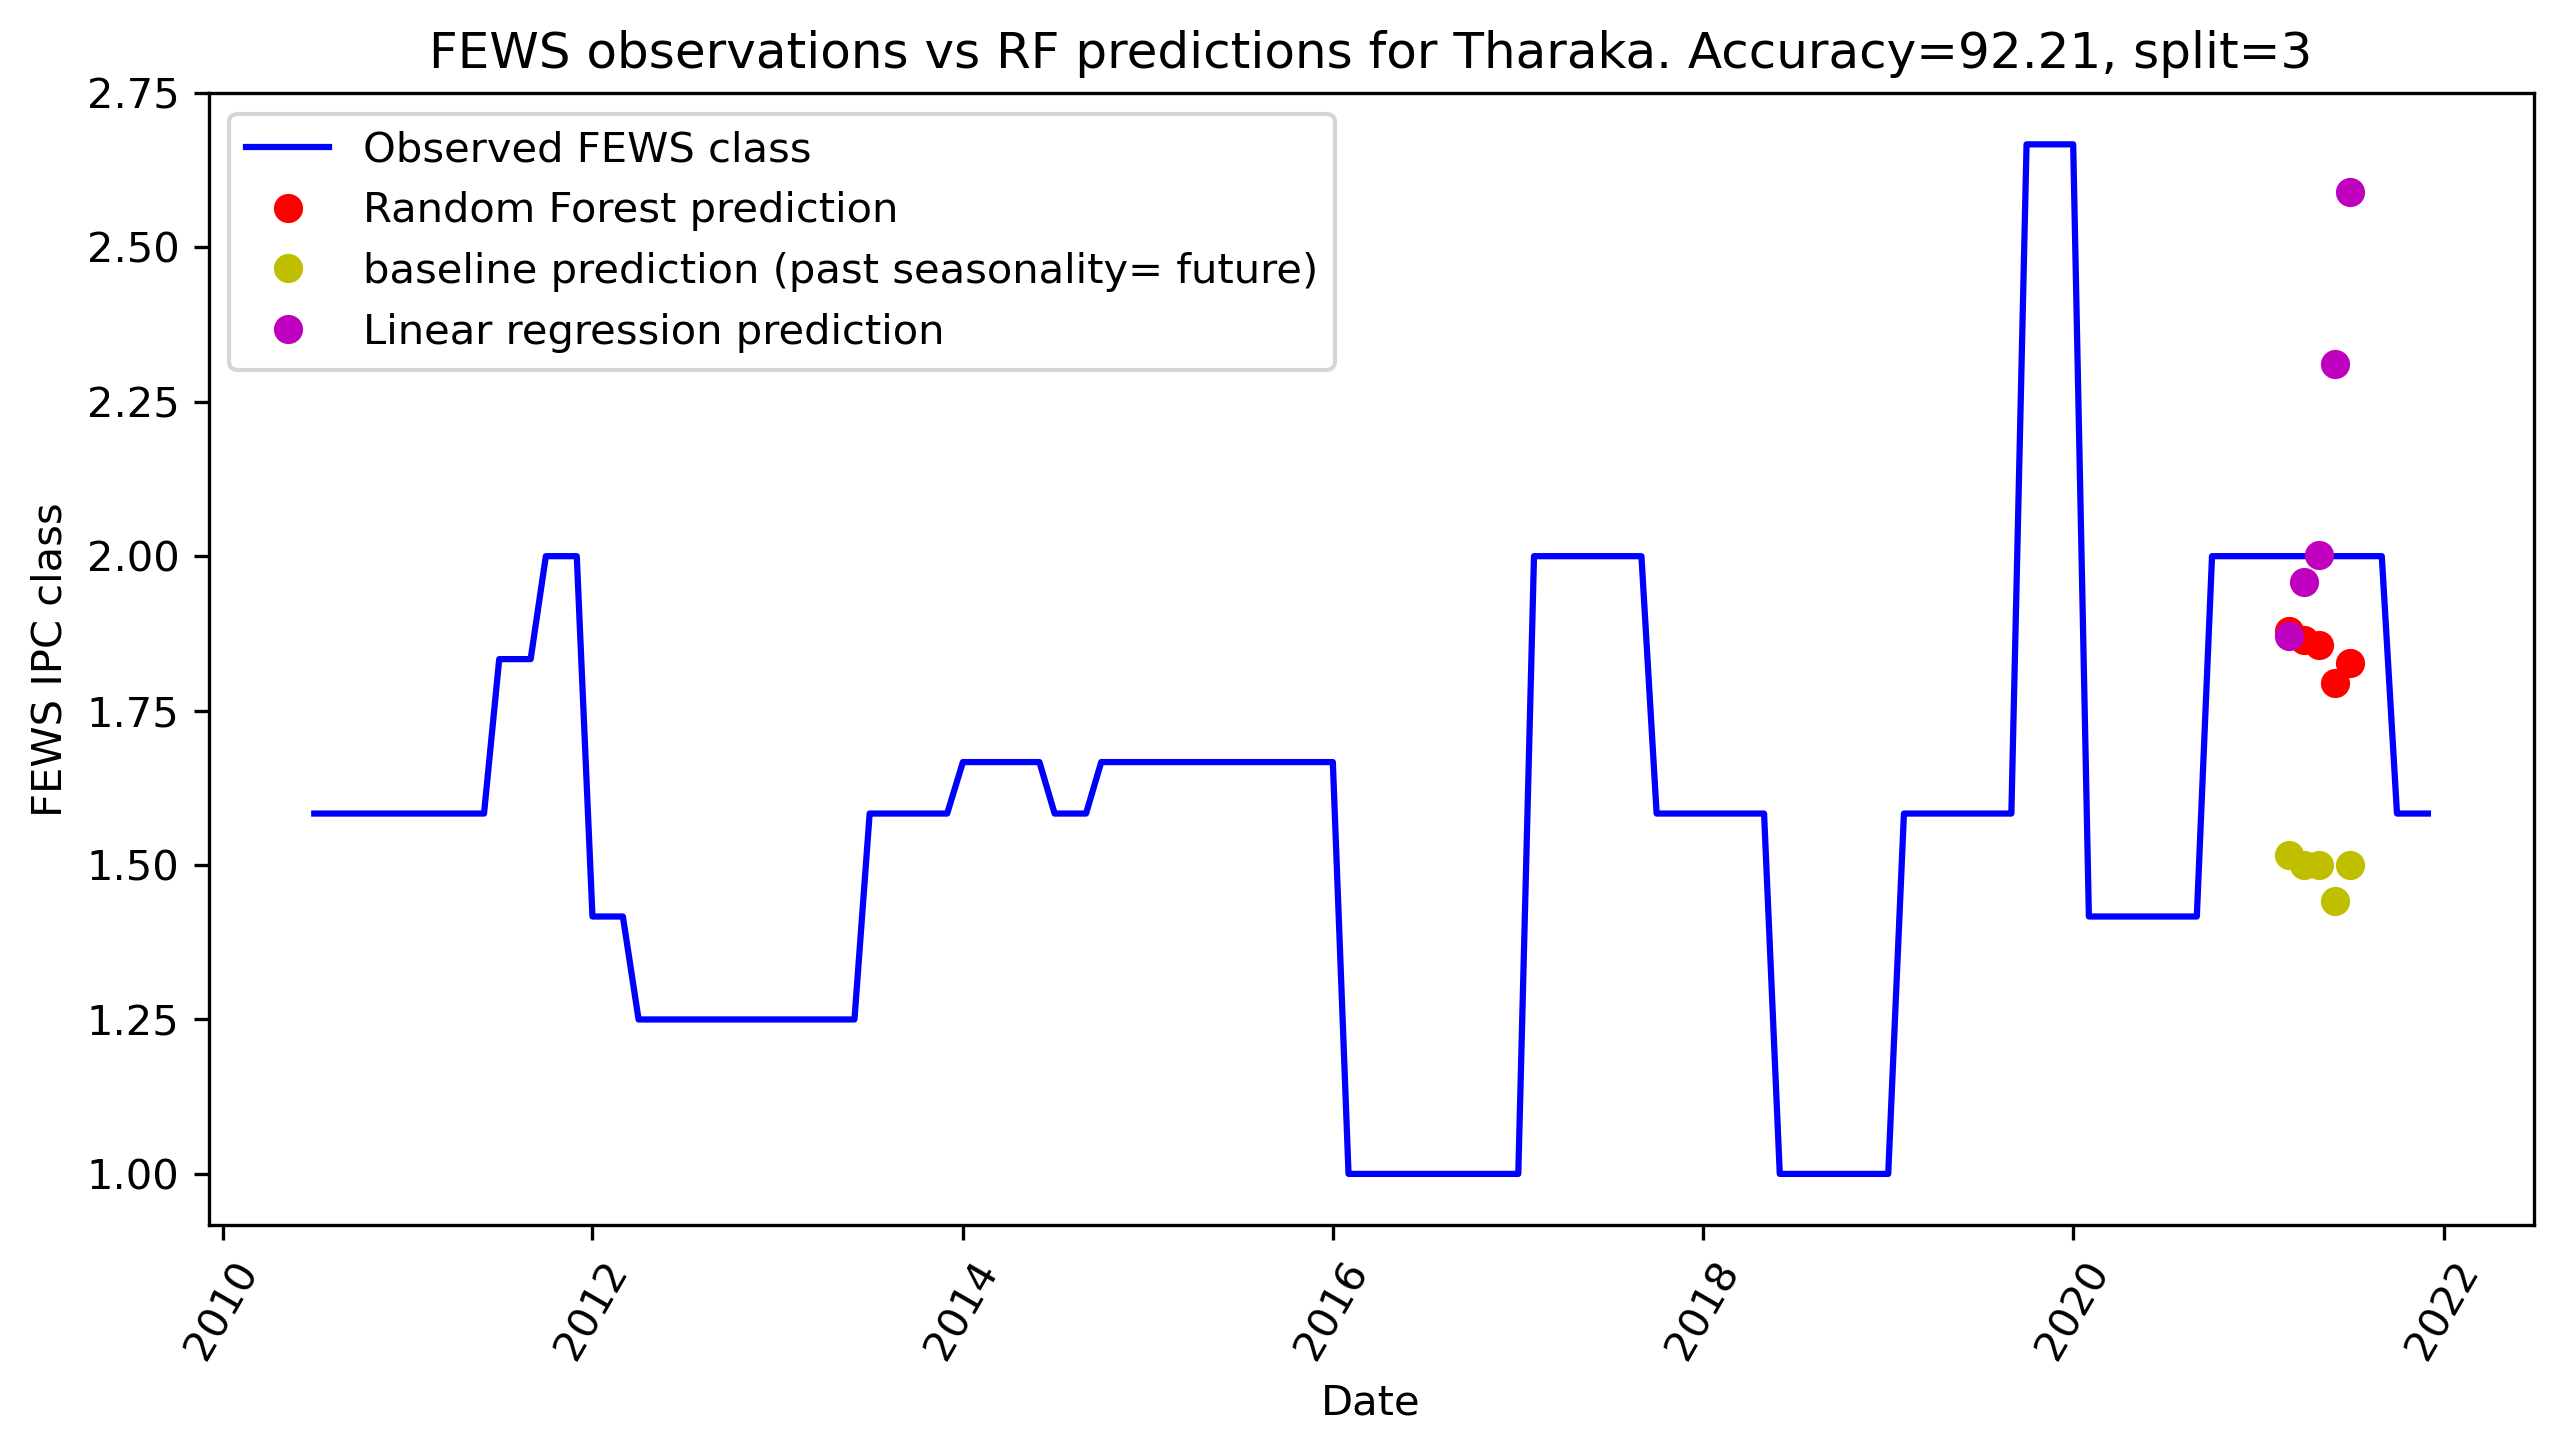 FEWS observations vs RF predictions for Tharaka. Accuracy=92.21, split=3
Observed FEWS class
Random Forest prediction
baseline prediction (past seasonality= future)
Linear regression prediction
FEWS IPC class
2.75
2.50
2.25
2.00
1.75
1.50
1.25
1.00
2010
2012
2014
2016
2018
2020
2022
Date